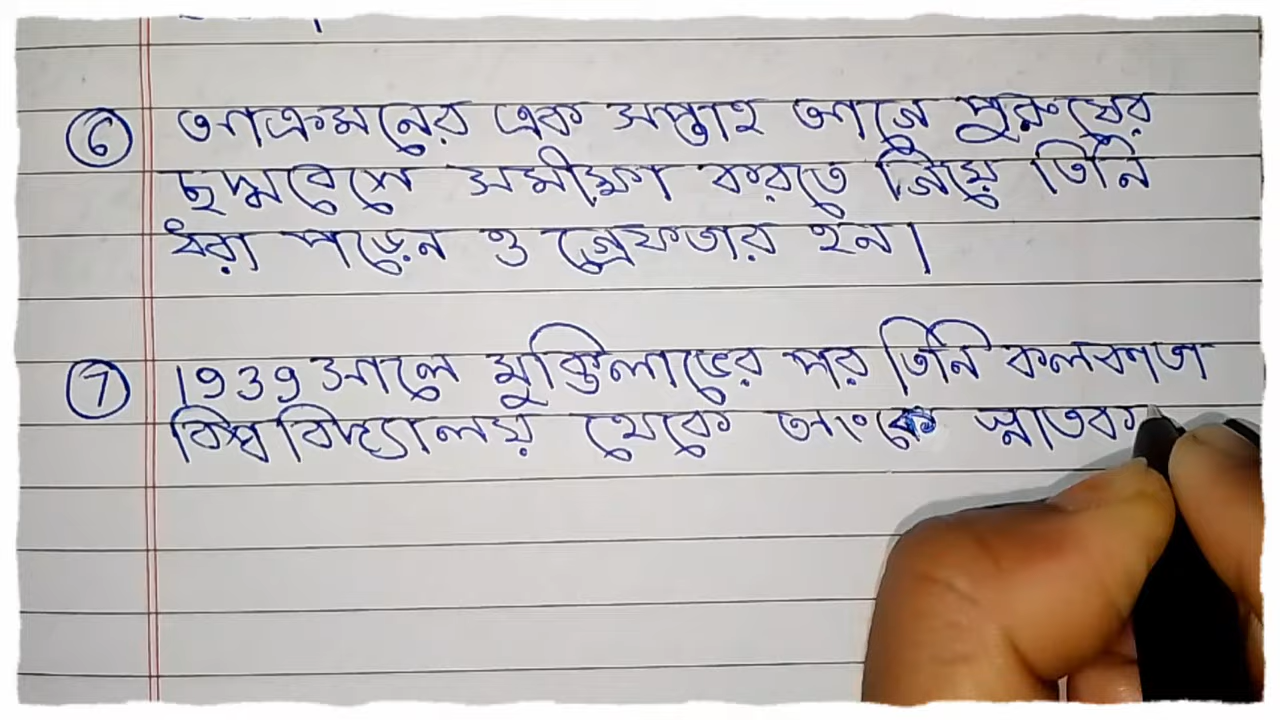 ⑥ আক্রমনের এক সপ্তাহ আগে পুরুষের
ছদ্মবেশে সমীক্ষা করতে গিয়ে তিনি
ধরা পড়েন ও গ্রেফতার হন।
⑦ 1939 সালে মুক্তিলাভের পর তিনি কলকাতা
বিশ্ববিদ্যালয় থেকে অংকে স্নাতক